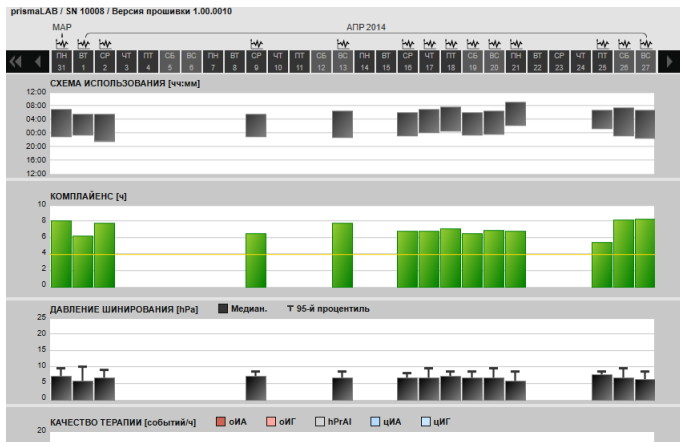 prismaLAB / SN 10008 / Версия прошивки 1.00.0010
МАР АПР 2014
ПН ВТ СР ЧТ ПТ СБ ВС ПН ВТ СР ЧТ ПТ СБ ВС ПН ВТ СР ЧТ ПТ СБ ВС ПН ВТ СР ЧТ ПТ СБ ВС
31 1 2 3 4 5 6 7 8 9 10 11 12 13 14 15 16 17 18 19 20 21 22 23 24 25 26 27
СХЕМА ИСПОЛЬЗОВАНИЯ [чч:мм]
12:00
08:00
04:00
00:00
20:00
16:00
12:00
КОМПЛАЙЕНС [ч]
10
8
6
4
2
0
ДАВЛЕНИЕ ШИНИРОВАНИЯ [hPa] Медиан. 95-й процентиль
25
20
15
10
5
0
КАЧЕСТВО ТЕРАПИИ [событий/ч] оИА оИГ hPrAI цИА цИГ
20